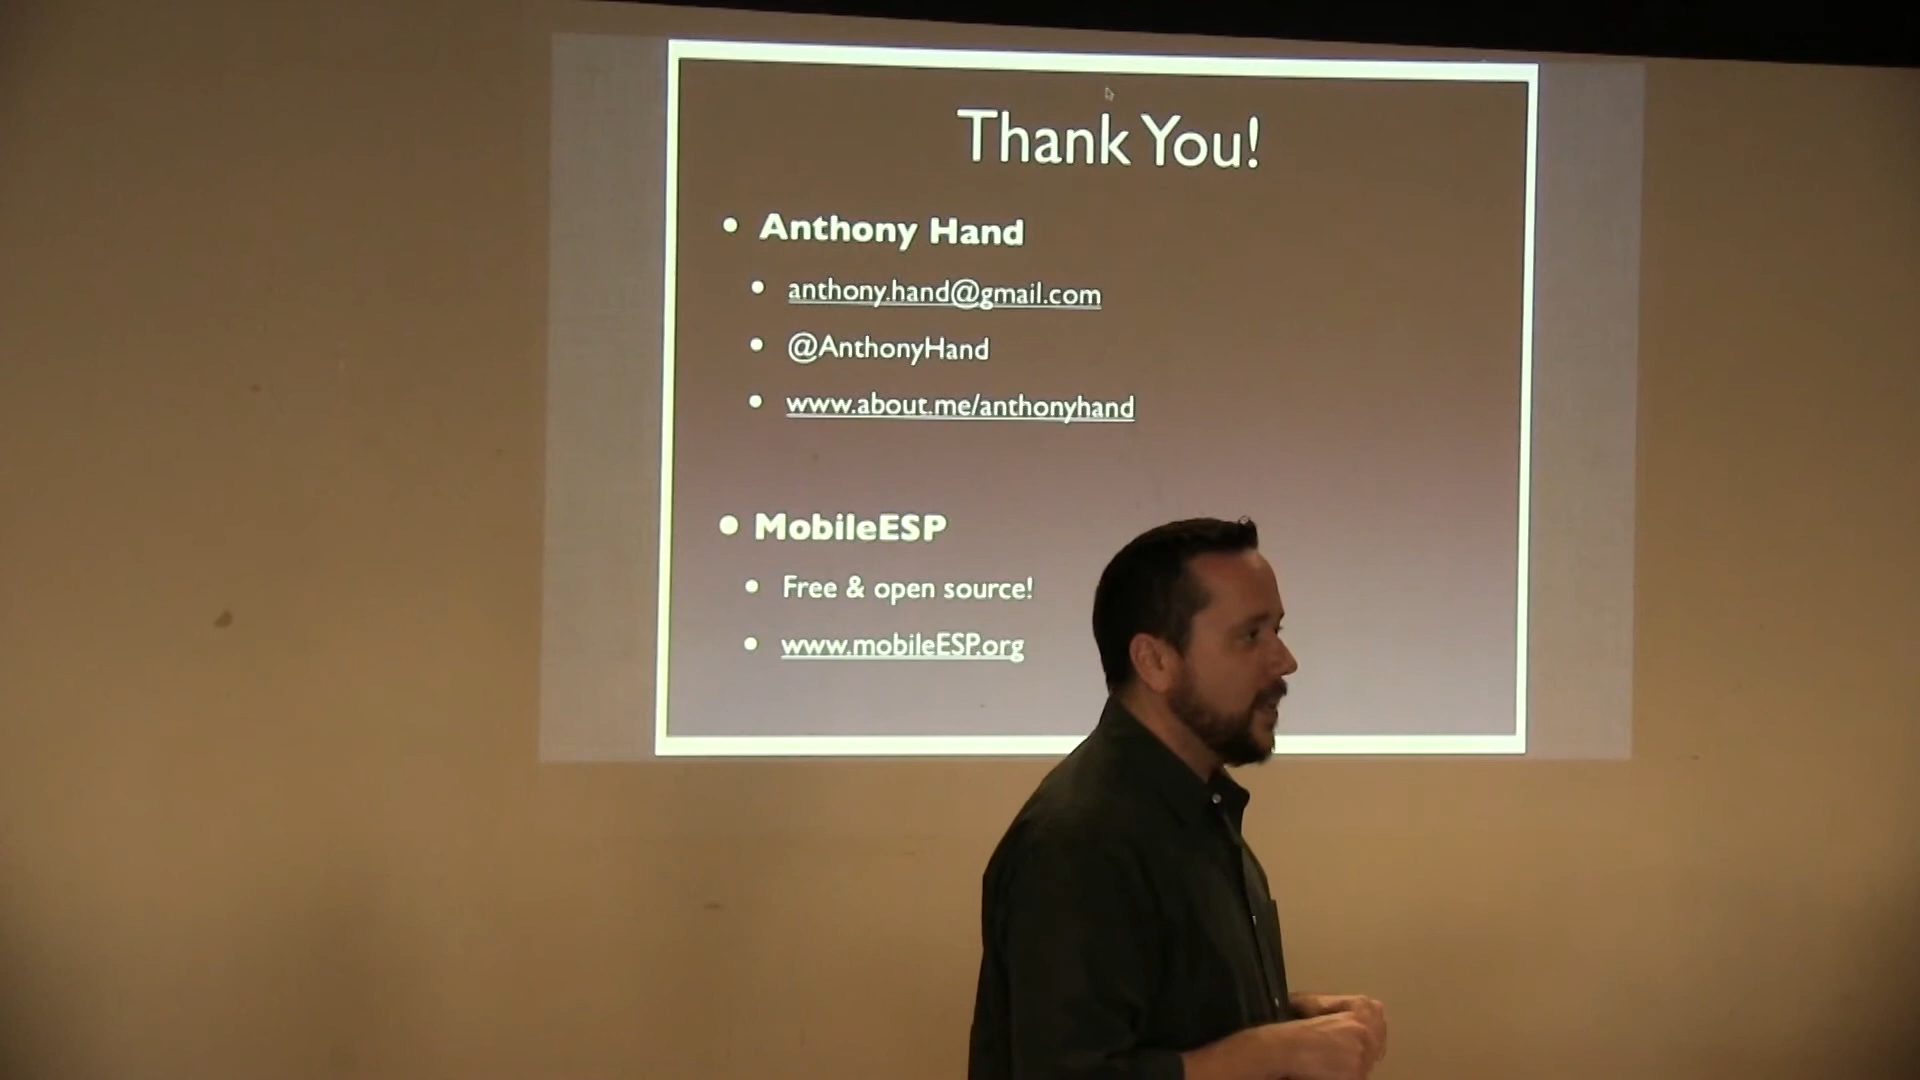 Thank You!
• Anthony Hand
• anthony.hand@gmail.com
• @AnthonyHand
• www.about.me/anthonyhand
• MobileESP
• Free & open source!
• www.mobileESP.org